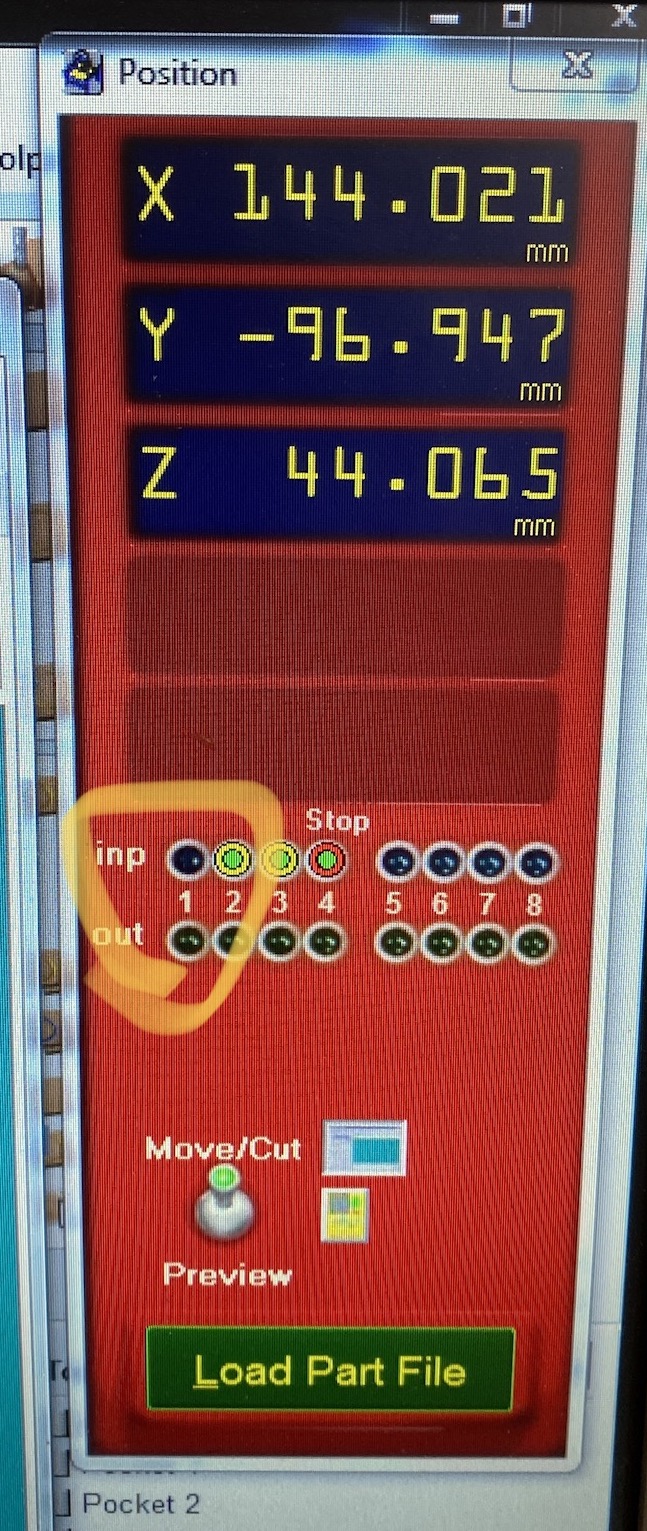 Position
olp
X 144.021
mm
Y -96.947
mm
Z 44.065
mm
Stop
inp
1 2 3 4 5 6 7 8
out
Move/Cut
Preview
Load Part File
Pocket 2